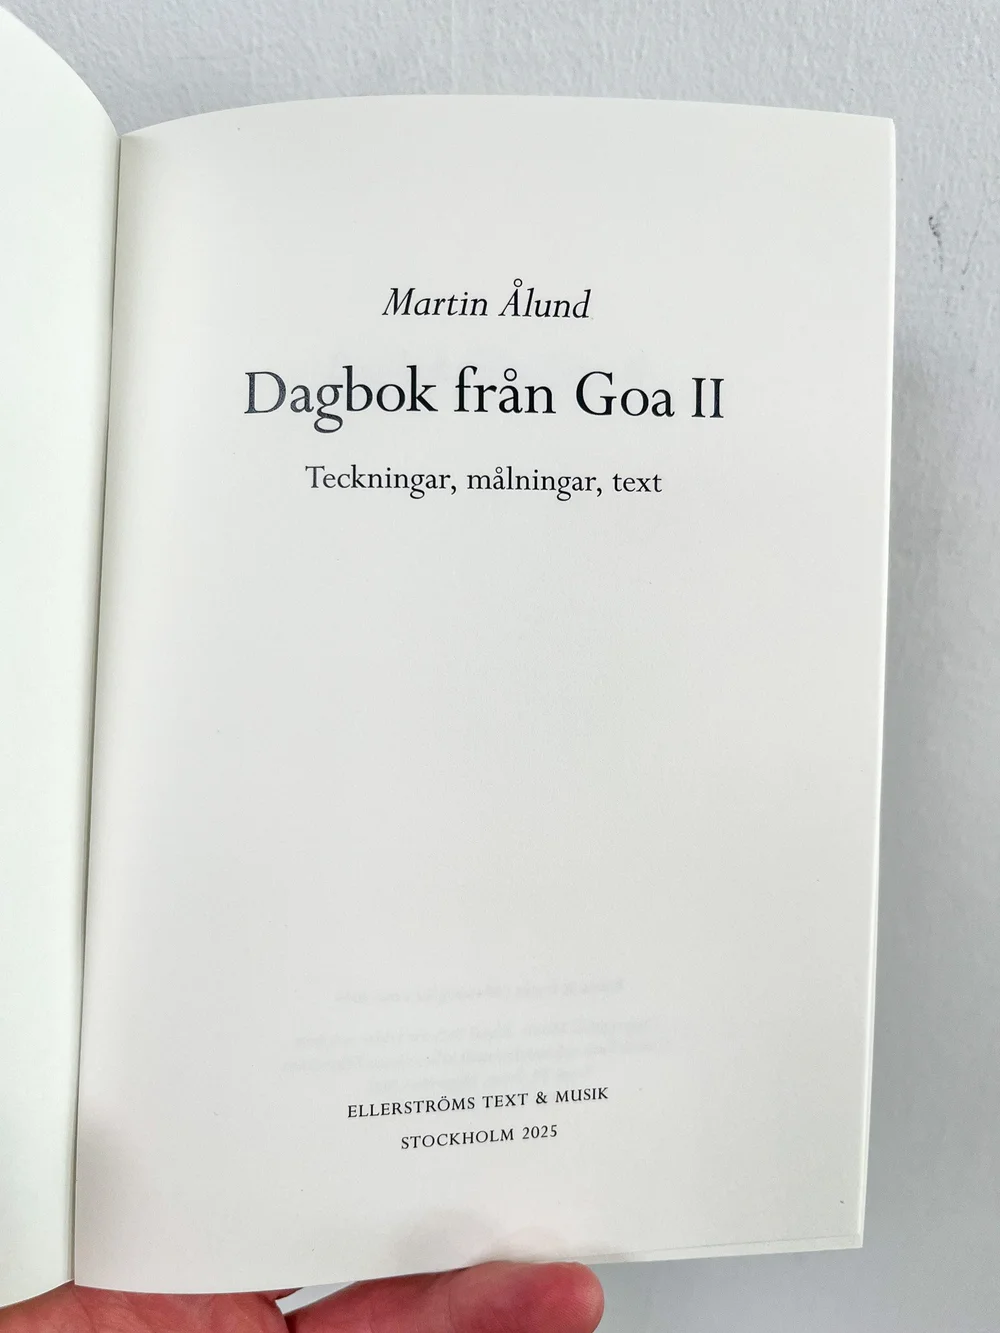 Martin Ålund
Dagbok från Goa II
Teckningar, målningar, text
ELLERSTRÖMS TEXT & MUSIK
STOCKHOLM 2025